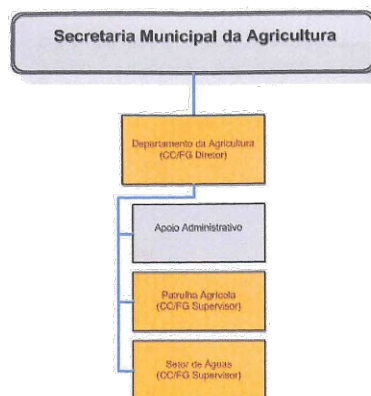 Secretaria Municipal da Agricultura
Departamento da Agricultura
(CC/FG Diretor)
Apoio Administrativo
Patrulha Agrícola
(CC/FG Supervisor)
Setor de Águas
(CC/FG Supervisor)